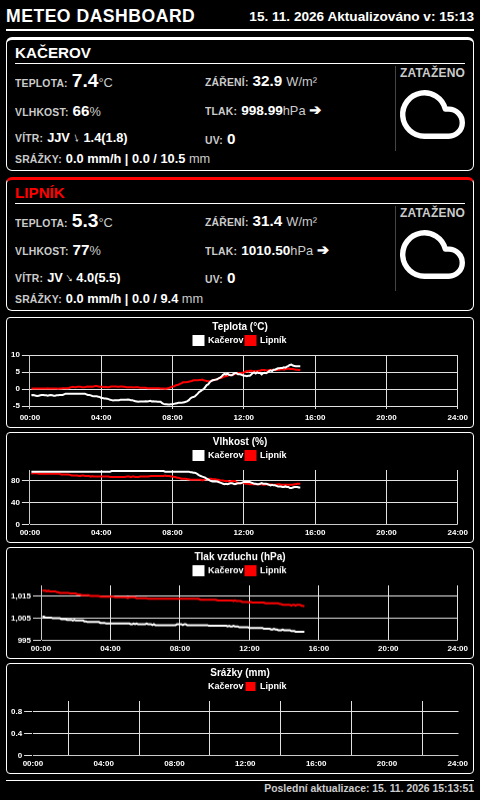 METEO DASHBOARD
15. 11. 2026 Aktualizováno v: 15:13
KAČEROV
TEPLOTA: 7.4°C
ZÁŘENÍ: 32.9 W/m²
ZATAŽENO
VLHKOST: 66%
TLAK: 998.99hPa ➔
VÍTR: JJV ↓ 1.4(1.8)
UV: 0
SRÁŽKY: 0.0 mm/h | 0.0 / 10.5 mm
LIPNÍK
TEPLOTA: 5.3°C
ZÁŘENÍ: 31.4 W/m²
ZATAŽENO
VLHKOST: 77%
TLAK: 1010.50hPa ➔
VÍTR: JV ↘ 4.0(5.5)
UV: 0
SRÁŽKY: 0.0 mm/h | 0.0 / 9.4 mm
Teplota (°C)
Kačerov Lipník
10
5
0
-5
00:00 04:00 08:00 12:00 16:00 20:00 24:00
Vlhkost (%)
Kačerov Lipník
80
40
0
00:00 04:00 08:00 12:00 16:00 20:00 24:00
Tlak vzduchu (hPa)
Kačerov Lipník
1,015
1,005
995
00:00 04:00 08:00 12:00 16:00 20:00 24:00
Srážky (mm)
Kačerov Lipník
0.8
0.4
0
00:00 04:00 08:00 12:00 16:00 20:00 24:00
Poslední aktualizace: 15. 11. 2026 15:13:51